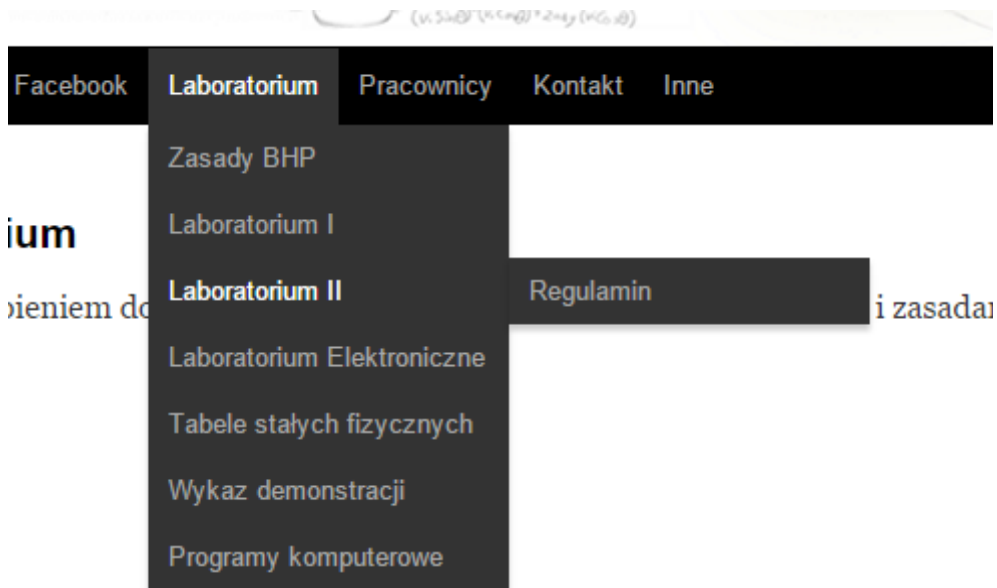 Facebook Laboratorium Pracownicy Kontakt Inne
Zasady BHP
Laboratorium I
ium
Laboratorium II Regulamin
pieniem do i zasadar
Laboratorium Elektroniczne
Tabele stałych fizycznych
Wykaz demonstracji
Programy komputerowe